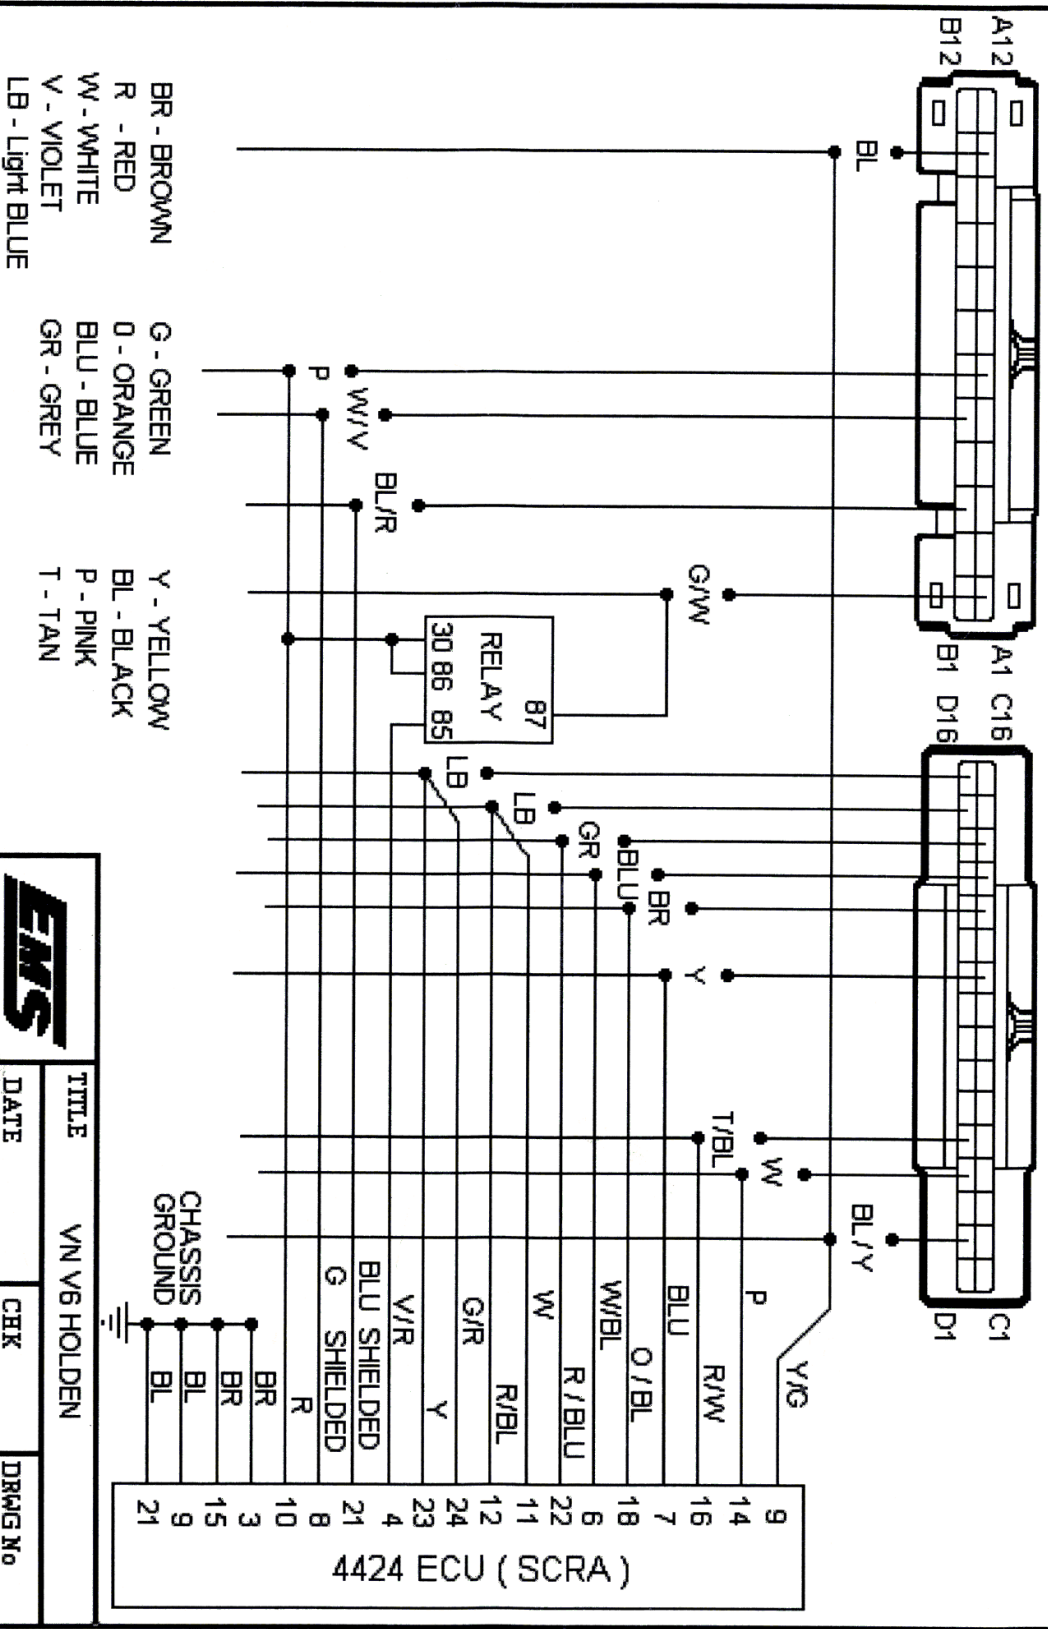 A12
B12
A1
B1
C16
D16
C1
D1
BL
P
W/V
BL/R
G/W
RELAY
87
30 86 85
LB
LB
GR
BLU
BR
Y
T/BL
W
BL/Y
Y/G
P
R/W
BLU
O / BL
W/BL
R / BLU
W
R/BL
G/R
Y
V/R
BLU SHIELDED
G SHIELDED
R
BR
BR
BL
BL
CHASSIS
GROUND
9
14
16
7
18
6
22
11
12
24
23
4
21
8
10
3
15
9
21
4424 ECU ( SCRA )
BR - BROWN
R - RED
W - WHITE
V - VIOLET
LB - Light BLUE
G - GREEN
O - ORANGE
BLU - BLUE
GR - GREY
Y - YELLOW
BL - BLACK
P - PINK
T - TAN
EMS
TITLE VN V6 HOLDEN
DATE
CHK
DRWG No